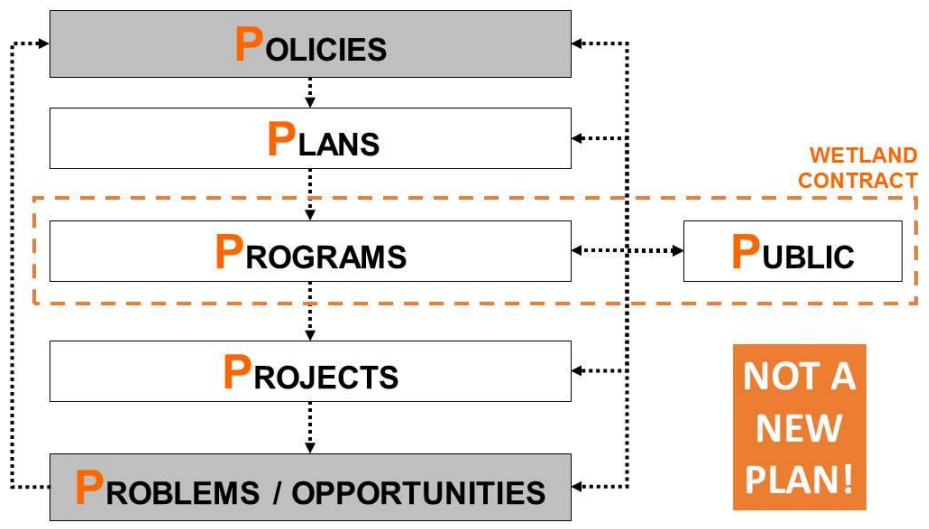 POLICIES
PLANS
WETLAND
CONTRACT
PROGRAMS
PUBLIC
PROJECTS
NOT A
NEW
PLAN!
PROBLEMS / OPPORTUNITIES